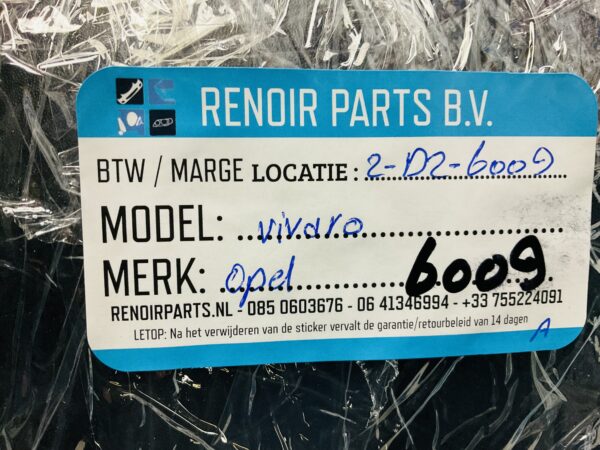 RENOIR PARTS B.V.
BTW / MARGE LOCATIE: 2-D2-6009
MODEL: vivaro
MERK: Opel 6009
RENOIRPARTS.NL - 085 0603676 - 06 41346994 - +33 755224091
LETOP: Na het verwijderen van de sticker vervalt de garantie/retourbeleid van 14 dagen
A